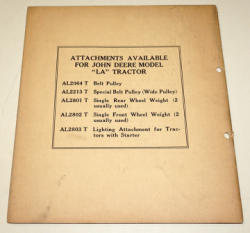 ATTACHMENTS AVAILABLE
FOR JOHN DEERE MODEL
"LA" TRACTOR
AL2064 T Belt Pulley
AL2213 T Special Belt Pulley (Wide Pulley)
AL2801 T Single Rear Wheel Weight (2
usually used)
AL2802 T Single Front Wheel Weight (2
usually used)
AL2803 T Lighting Attachment for Trac-
tors with Starter